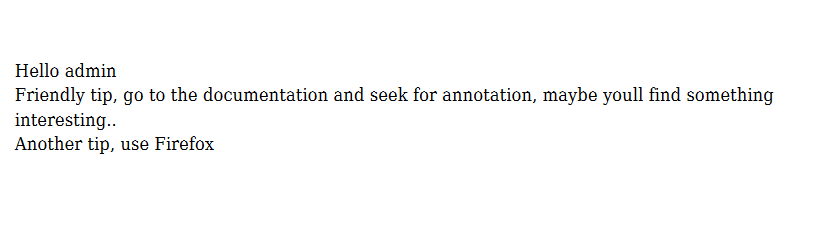 Hello admin
Friendly tip, go to the documentation and seek for annotation, maybe youll find something
interesting..
Another tip, use Firefox